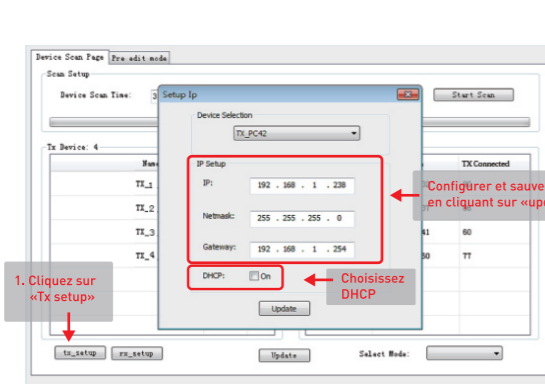 Device Scan Page Pre edit mode
Scan Setup
Device Scan Time: 3
Start Scan
Setup Ip
Device Selection
TX_PC42
Tx Device: 4
TX Connected
IP Setup
IP: 192 . 168 . 1 . 238
Netmask: 255 . 255 . 255 . 0
Gateway: 192 . 168 . 1 . 254
DHCP: On
Update
TX_1
TX_2
TX_3
60
TX_4
TT
Configurer et sauve
en cliquant sur «up
Choisissez
DHCP
1. Cliquez sur
«Tx setup»
tx_setup rx_setup Update Select Mode: